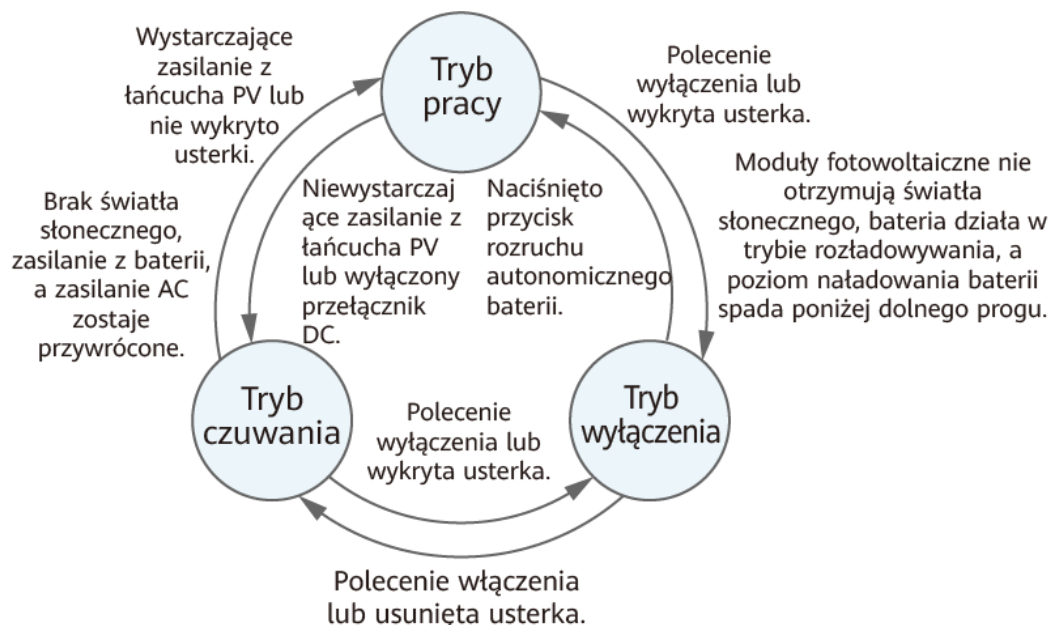 Wystarczające
zasilanie z
łańcucha PV lub
nie wykryto
usterki.
Tryb
pracy
Polecenie
wyłączenia lub
wykryta usterka.
Brak światła
słonecznego,
zasilanie z baterii,
a zasilanie AC
zostaje
przywrócone.
Niewystarczaj
ące zasilanie z
łańcucha PV
lub wyłączony
przełącznik
DC.
Naciśnięto
przycisk
rozruchu
autonomicznego
baterii.
Moduły fotowoltaiczne nie
otrzymują światła
słonecznego, bateria działa w
trybie rozładowywania, a
poziom naładowania baterii
spada poniżej dolnego progu.
Tryb
czuwania
Polecenie
wyłączenia lub
wykryta usterka.
Tryb
wyłączenia
Polecenie włączenia
lub usunięta usterka.